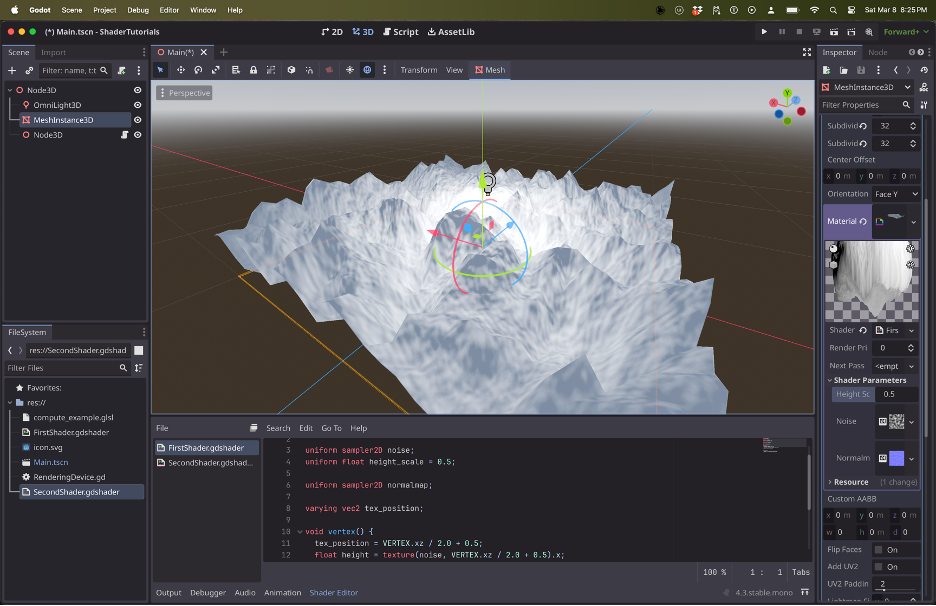 Godot Scene Project Debug Editor Window Help
Sat Mar 8 8:25 PM
(*) Main.tscn - ShaderTutorials
2D 3D Script AssetLib
Forward+
Scene Import
Filter: name, t:t
Node3D
OmniLight3D
MeshInstance3D
Node3D
Main(*)
Transform View Mesh
Perspective
X Y Z
FileSystem
res://SecondShader.gdshad
Filter Files
Favorites:
res://
compute_example.glsl
FirstShader.gdshader
icon.svg
Main.tscn
RenderingDevice.gd
SecondShader.gdshader
File Search Edit Go To Help
FirstShader.gdshader
SecondShader.gdshad...
2
3 uniform sampler2D noise;
4 uniform float height_scale = 0.5;
5
6 uniform sampler2D normalmap;
7
8 varying vec2 tex_position;
9
10 void vertex() {
11 tex_position = VERTEX.xz / 2.0 + 0.5;
12 float height = texture(noise, VERTEX.xz / 2.0 + 0.5).x;
100 % 1 : 1 Tabs
Output Debugger Audio Animation Shader Editor
4.3.stable.mono
Inspector Node
MeshInstance3D
Filter Properties
Subdivid 32
Subdivid 32
Center Offset
x 0 m y 0 m z 0 m
Orientation Face Y
Material
Shader Firs
Render Pri 0
Next Pass <empt
Shader Parameters
Height Sc 0.5
Noise
Normalm
Resource (1 change)
Custom AABB
x 0 m y 0 m z 0 m
w 0 h 0 m d 0
Flip Faces On
Add UV2 On
UV2 Paddin 2